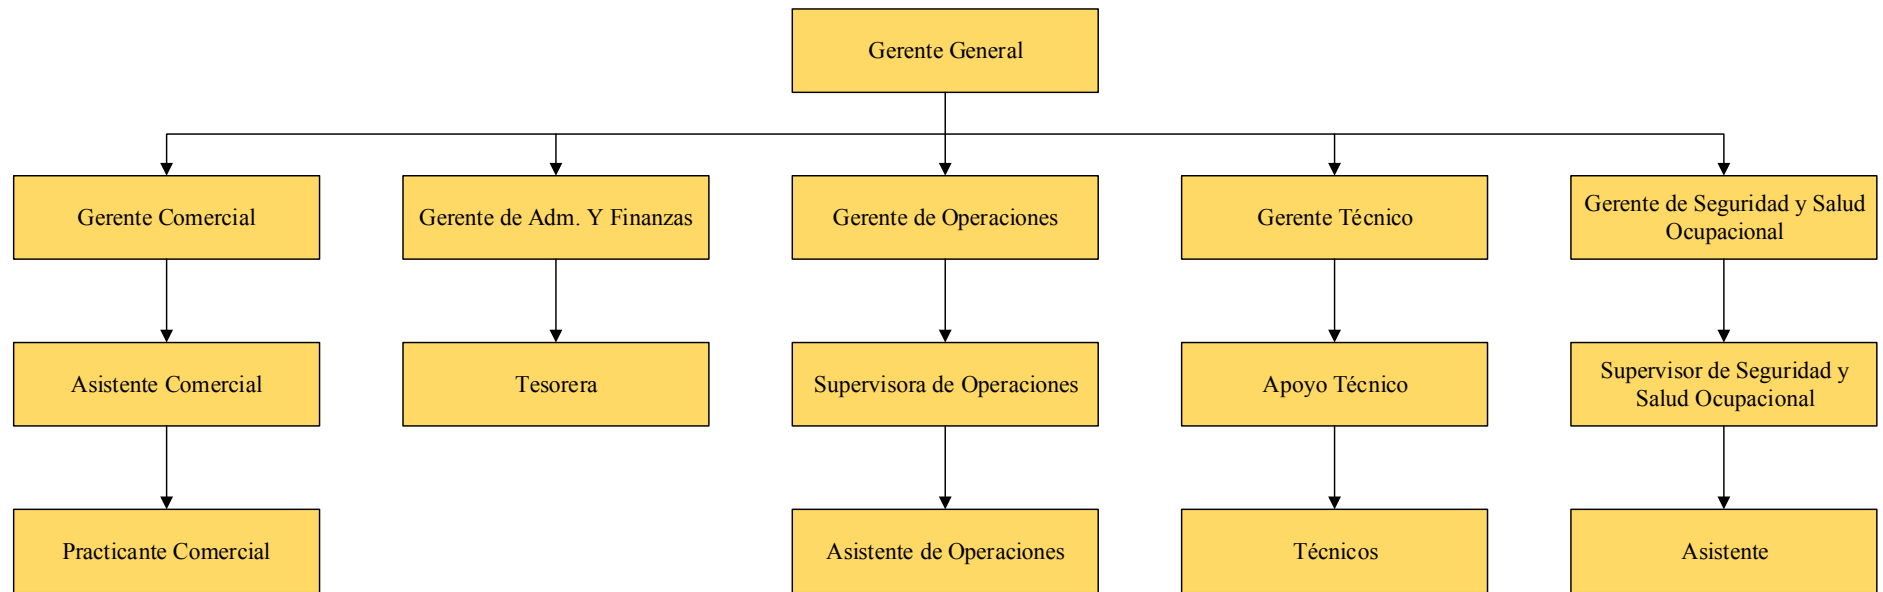 Gerente General
Gerente Comercial
Gerente de Adm. Y Finanzas
Gerente de Operaciones
Gerente Técnico
Gerente de Seguridad y Salud
Ocupacional
Asistente Comercial
Tesorera
Supervisora de Operaciones
Apoyo Técnico
Supervisor de Seguridad y
Salud Ocupacional
Practicante Comercial
Asistente de Operaciones
Técnicos
Asistente